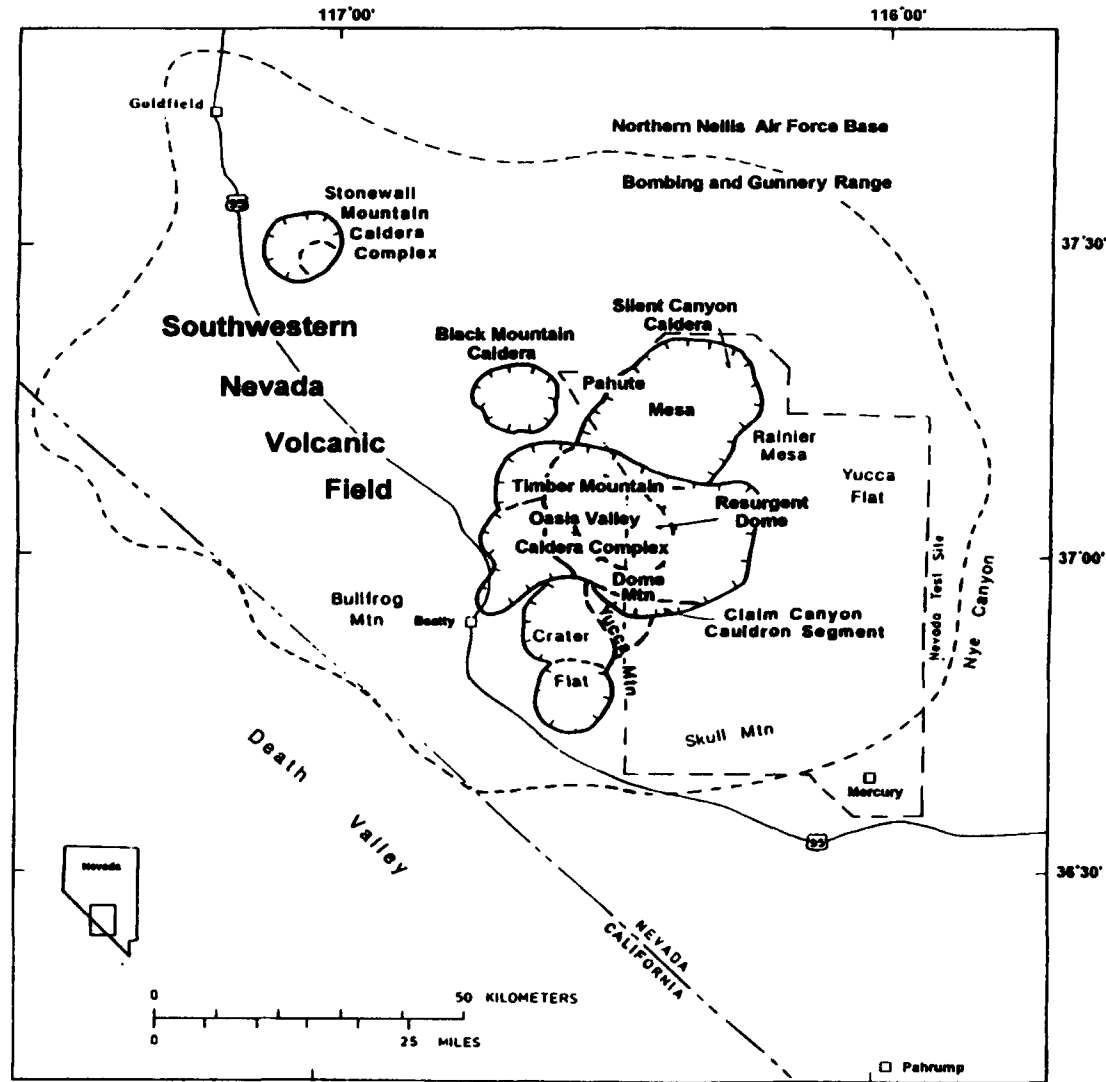 117°00'
116°00'
Goldfield
Northern Nellis Air Force Base
Bombing and Gunnery Range
95
Stonewall
Mountain
Caldera
Complex
37°30'
Silent Canyon
Caldera
Southwestern
Nevada
Volcanic
Field
Black Mountain
Caldera
Pahute
Mesa
Rainier
Mesa
Yucca
Flat
Timber Mountain
Oasis Valley
Caldera Complex
Resurgent
Dome
Dome
Mtn
37°00'
Bullfrog
Mtn
Beatty
Claim Canyon
Cauldron Segment
Nevada Test Site
Nye Canyon
Crater
Flat
Yucca
Mtn
Skull Mtn
Mercury
Death
Valley
95
36°30'
Nevada
NEVADA
CALIFORNIA
0
50 KILOMETERS
0
25 MILES
Pahrump